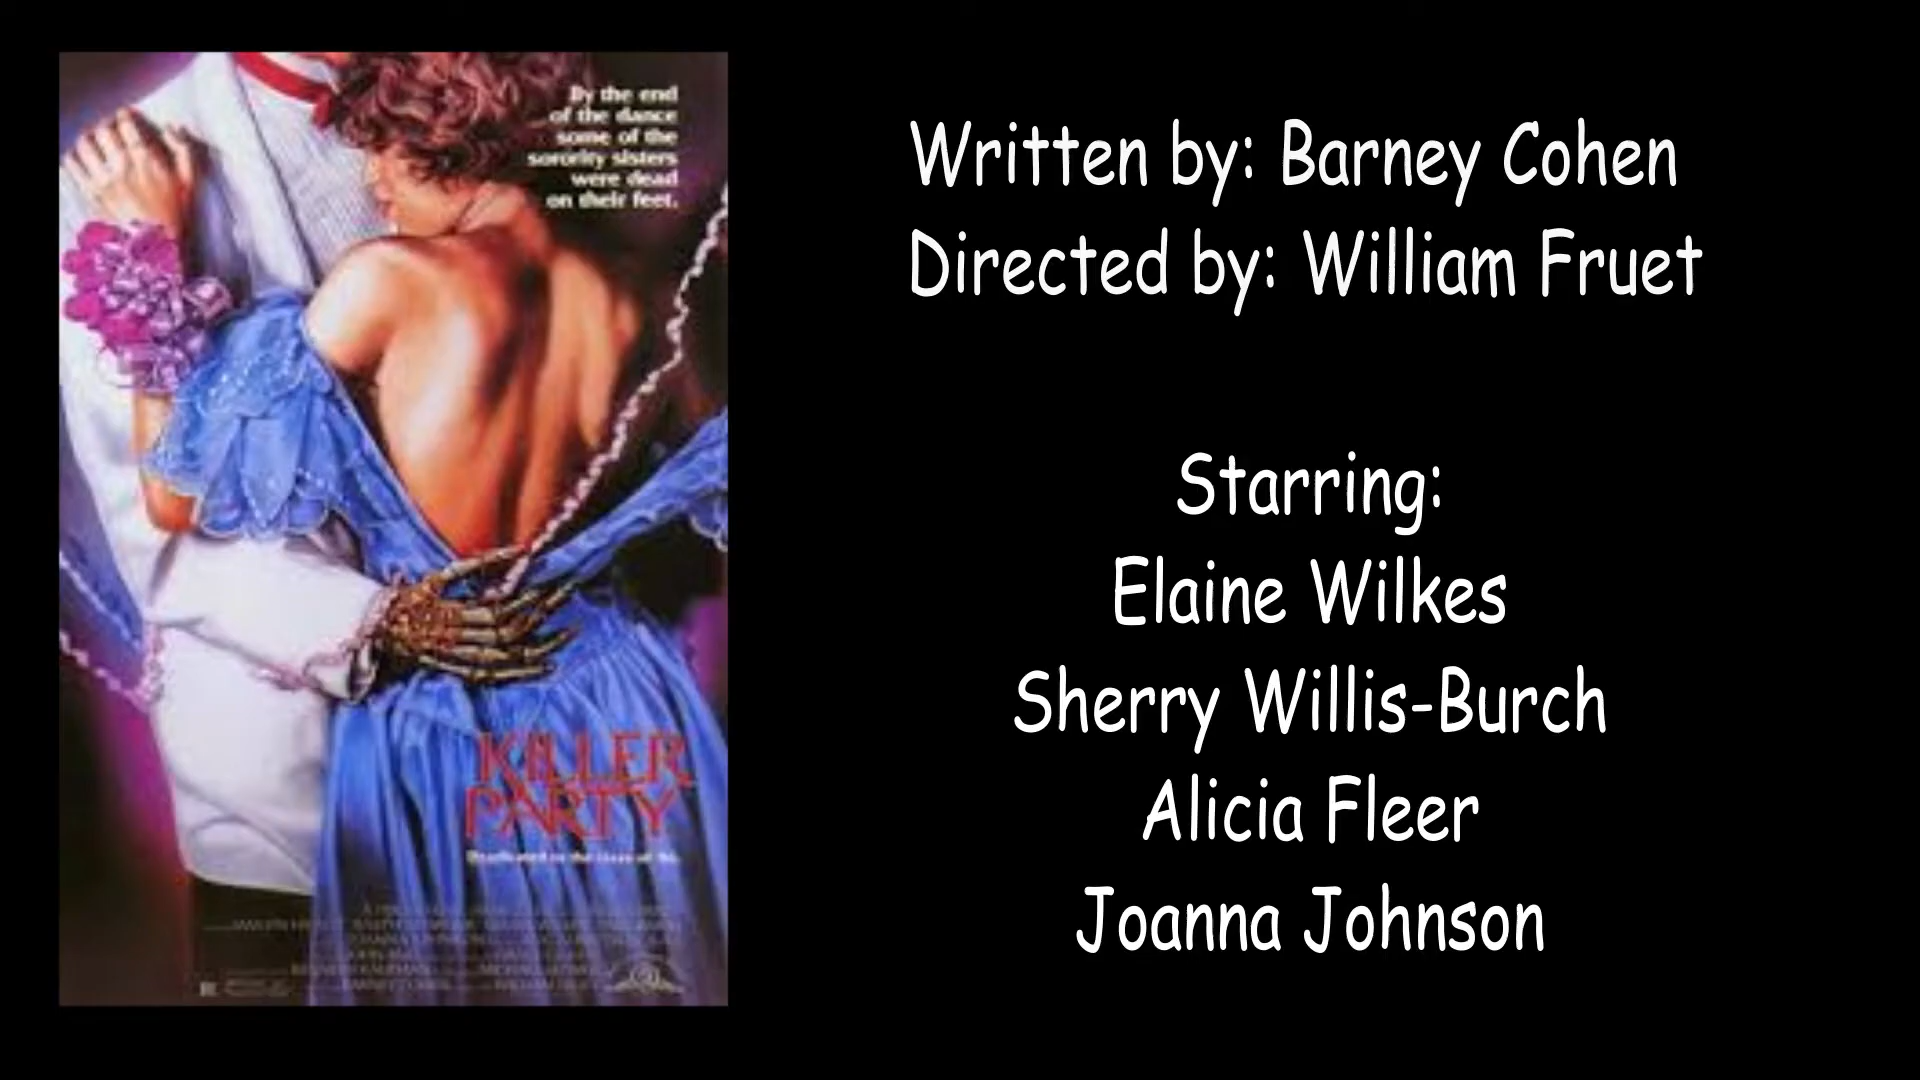 By the end
of the dance
some of the
sorority sisters
were dead
on their feet.
KILLER
PARTY
Written by: Barney Cohen
Directed by: William Fruet
Starring:
Elaine Wilkes
Sherry Willis-Burch
Alicia Fleer
Joanna Johnson